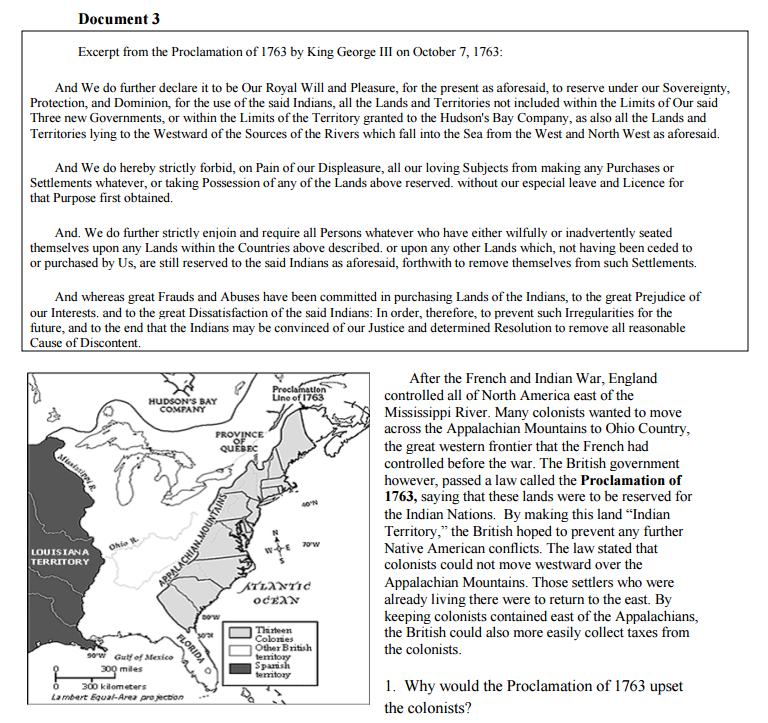 Document 3
Excerpt from the Proclamation of 1763 by King George III on October 7, 1763:
And We do further declare it to be Our Royal Will and Pleasure, for the present as aforesaid, to reserve under our Sovereignty,
Protection, and Dominion, for the use of the said Indians, all the Lands and Territories not included within the Limits of Our said
Three new Governments, or within the Limits of the Territory granted to the Hudson's Bay Company, as also all the Lands and
Territories lying to the Westward of the Sources of the Rivers which fall into the Sea from the West and North West as aforesaid.
And We do hereby strictly forbid, on Pain of our Displeasure, all our loving Subjects from making any Purchases or
Settlements whatever, or taking Possession of any of the Lands above reserved. without our especial leave and Licence for
that Purpose first obtained.
And. We do further strictly enjoin and require all Persons whatever who have either wilfully or inadvertently seated
themselves upon any Lands within the Countries above described. or upon any other Lands which, not having been ceded to
or purchased by Us, are still reserved to the said Indians as aforesaid, forthwith to remove themselves from such Settlements.
And whereas great Frauds and Abuses have been committed in purchasing Lands of the Indians, to the great Prejudice of
our Interests. and to the great Dissatisfaction of the said Indians: In order, therefore, to prevent such Irregularities for the
future, and to the end that the Indians may be convinced of our Justice and determined Resolution to remove all reasonable
Cause of Discontent.
HUDSON'S BAY
COMPANY
Proclamation
Line of 1763
PROVINCE
OF
QUEBEC
Mississippi R.
Ohio R.
APPALACHIAN MOUNTAINS
LOUISIANA
TERRITORY
40°N
70°W
N
W
E
S
ATLANTIC
OCEAN
80°W
30°N
FLORIDA
90°W
Gulf of Mexico
0
300 miles
0
300 kilometers
Lambert Equal-Area projection
Thirteen
Colonies
Other British
territory
Spanish
territory
After the French and Indian War, England
controlled all of North America east of the
Mississippi River. Many colonists wanted to move
across the Appalachian Mountains to Ohio Country,
the great western frontier that the French had
controlled before the war. The British government
however, passed a law called the Proclamation of
1763, saying that these lands were to be reserved for
the Indian Nations. By making this land “Indian
Territory,” the British hoped to prevent any further
Native American conflicts. The law stated that
colonists could not move westward over the
Appalachian Mountains. Those settlers who were
already living there were to return to the east. By
keeping colonists contained east of the Appalachians,
the British could also more easily collect taxes from
the colonists.
1. Why would the Proclamation of 1763 upset
the colonists?